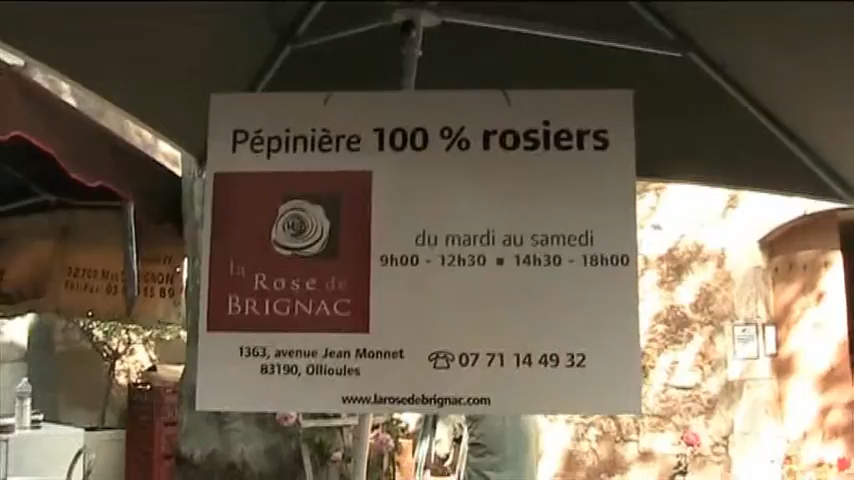 Pépinière 100 % rosiers
du mardi au samedi
9h00 - 12h30 ■ 14h30 - 18h00
la
Rose de
BRIGNAC
1363, avenue Jean Monnet
83190, Ollioules
☎ 07 71 14 49 32
www.larosedebrignac.com